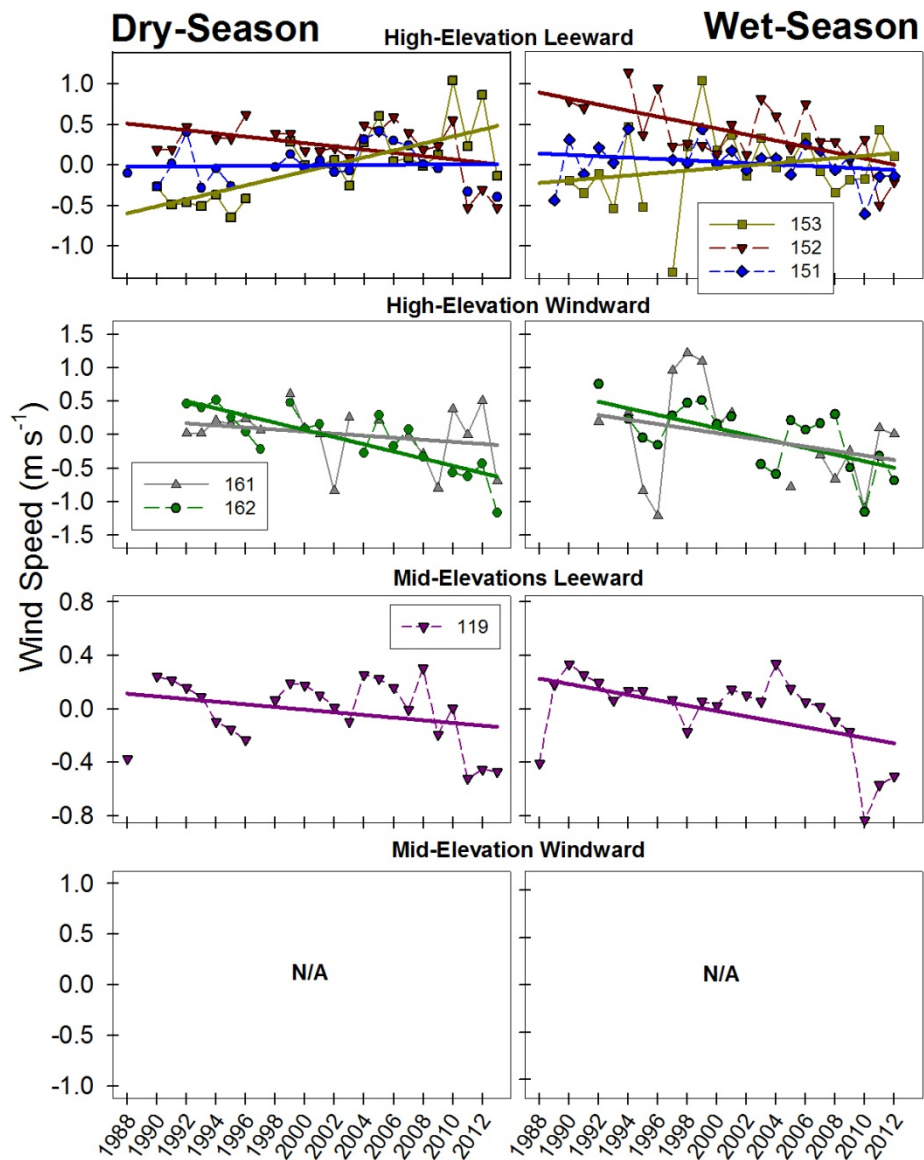 Dry-Season
Wet-Season
High-Elevation Leeward
1.0
0.5
0.0
-0.5
-1.0
153
152
151
High-Elevation Windward
1.5
1.0
0.5
0.0
-0.5
-1.0
-1.5
161
162
Wind Speed (m s-1)
Mid-Elevations Leeward
0.8
0.4
0.0
-0.4
-0.8
119
Mid-Elevation Windward
1.0
0.5
0.0
-0.5
-1.0
N/A
N/A
1988 1990 1992 1994 1996 1998 2000 2002 2004 2006 2008 2010 2012
1988 1990 1992 1994 1996 1998 2000 2002 2004 2006 2008 2010 2012